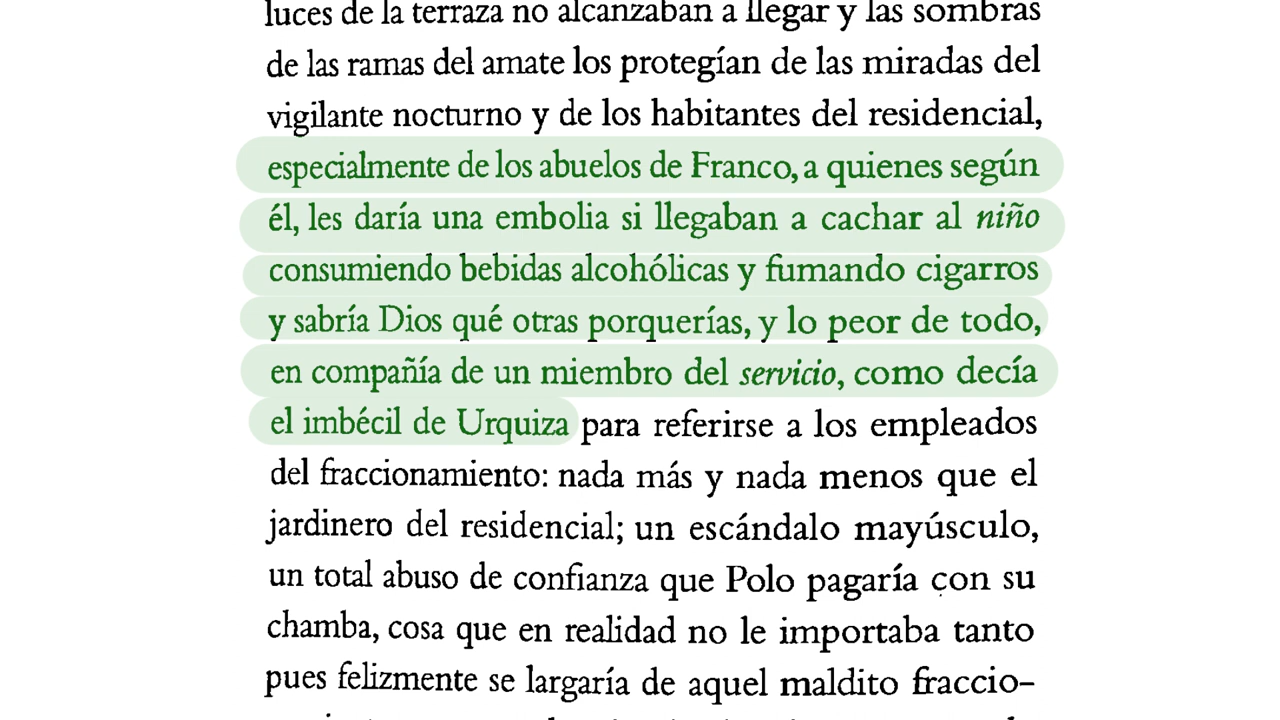 luces de la terraza no alcanzaban a llegar y las sombras
de las ramas del amate los protegían de las miradas del
vigilante nocturno y de los habitantes del residencial,
especialmente de los abuelos de Franco, a quienes según
él, les daría una embolia si llegaban a cachar al niño
consumiendo bebidas alcohólicas y fumando cigarros
y sabría Dios qué otras porquerías, y lo peor de todo,
en compañía de un miembro del servicio, como decía
el imbécil de Urquiza para referirse a los empleados
del fraccionamiento: nada más y nada menos que el
jardinero del residencial; un escándalo mayúsculo,
un total abuso de confianza que Polo pagaría con su
chamba, cosa que en realidad no le importaba tanto
pues felizmente se largaría de aquel maldito fraccio-